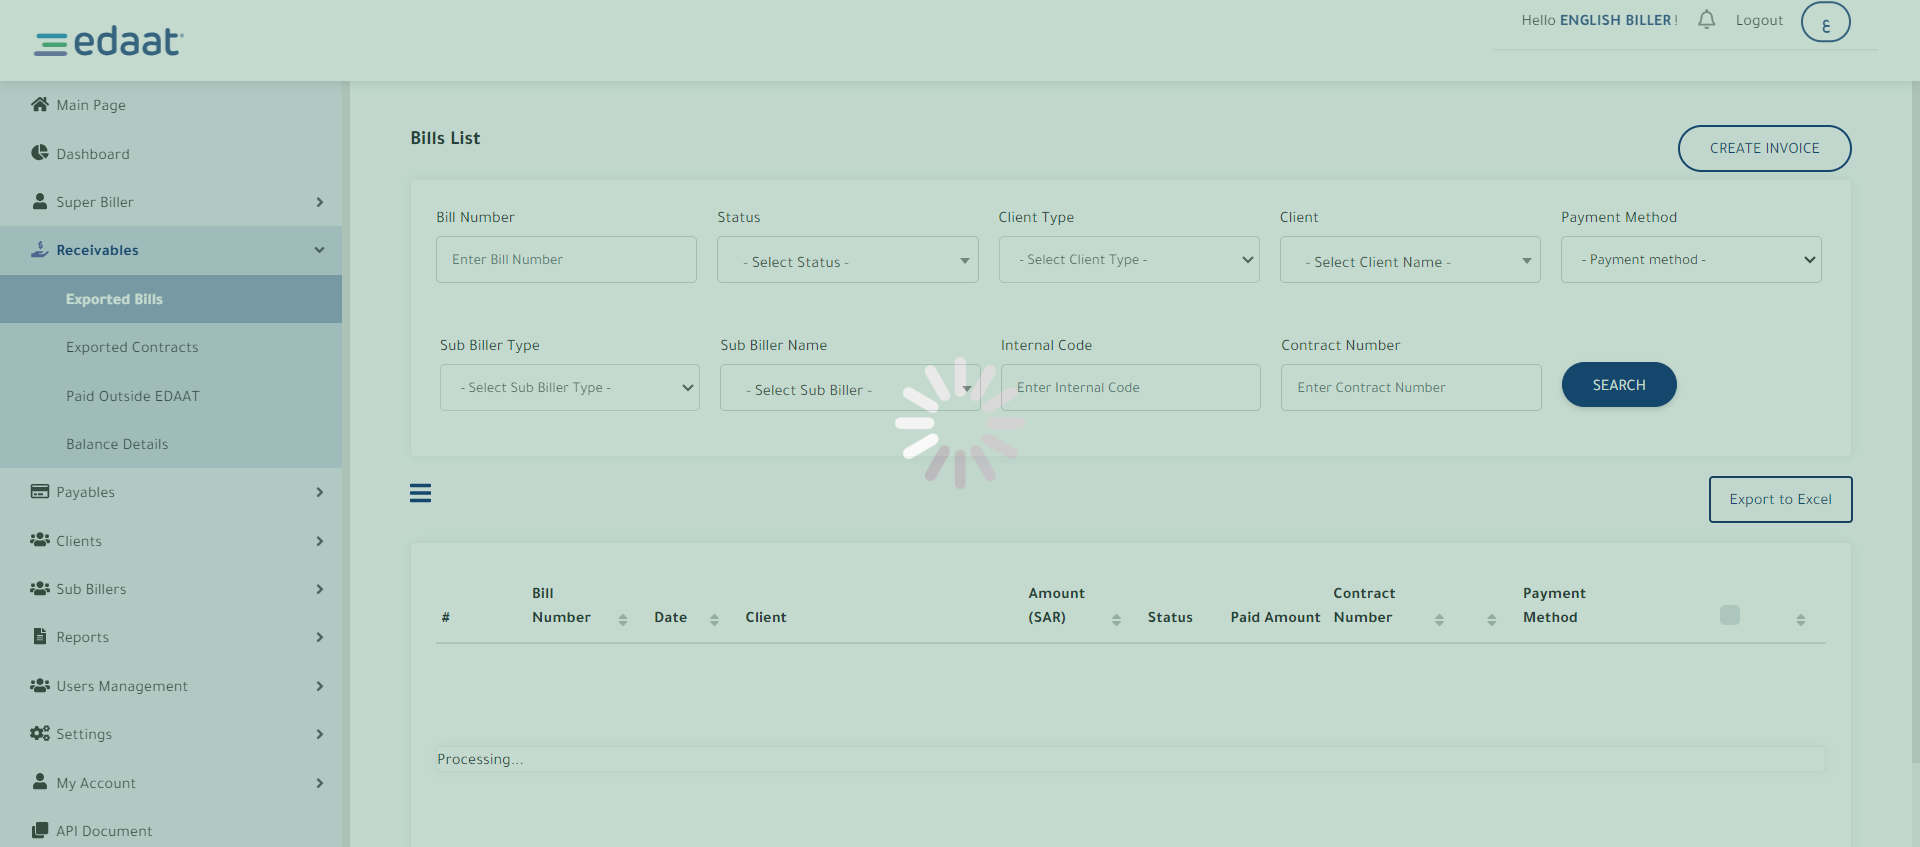 edaat
Hello ENGLISH BILLER !
Logout
ع
Main Page
Dashboard
Super Biller
Receivables
Exported Bills
Exported Contracts
Paid Outside EDAAT
Balance Details
Payables
Clients
Sub Billers
Reports
Users Management
Settings
My Account
API Document
Bills List
CREATE INVOICE
Bill Number
Status
Client Type
Client
Payment Method
Enter Bill Number
- Select Status -
- Select Client Type -
- Select Client Name -
- Payment method -
Sub Biller Type
Sub Biller Name
Internal Code
Contract Number
- Select Sub Biller Type -
- Select Sub Biller -
Enter Internal Code
Enter Contract Number
SEARCH
Export to Excel
#
Bill
Number
Date
Client
Amount
(SAR)
Status
Paid Amount
Contract
Number
Payment
Method
Processing...